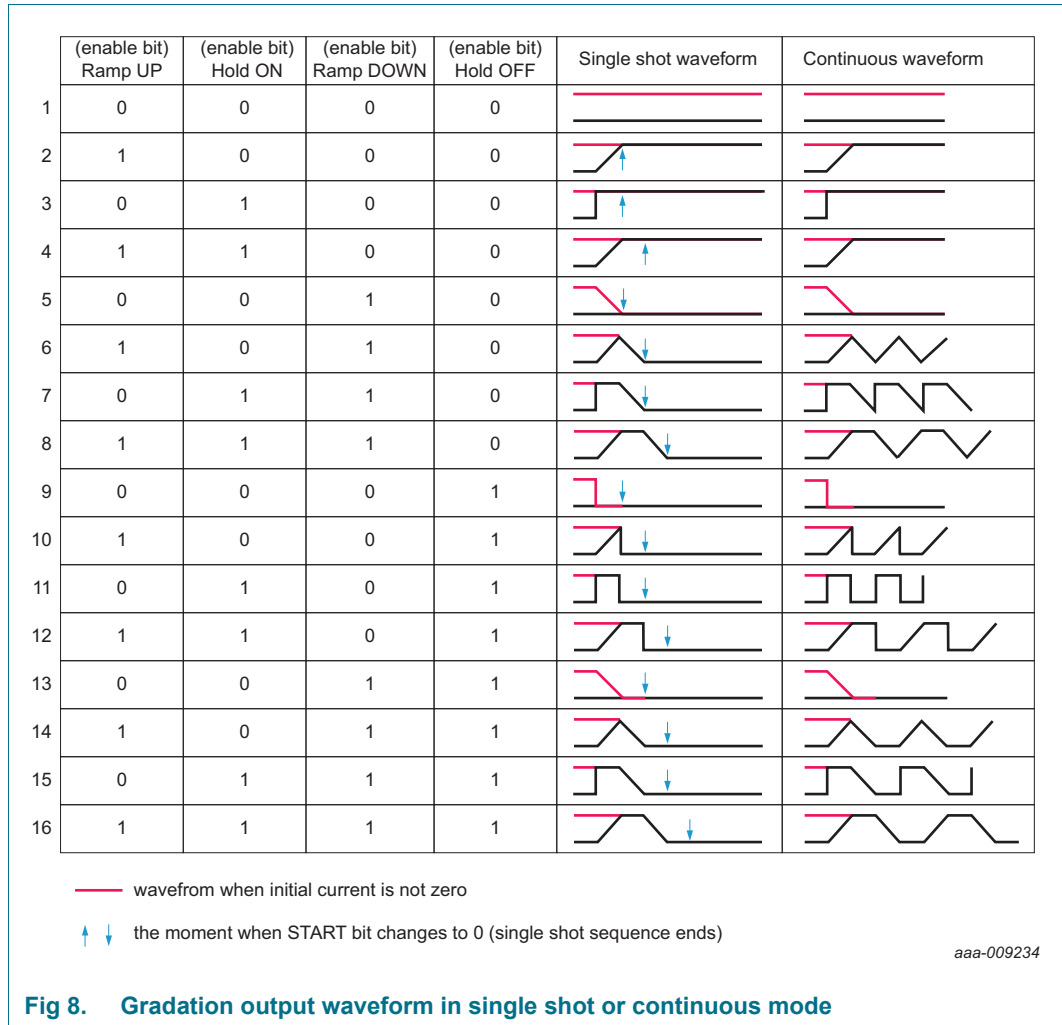 (enable bit) Ramp UP (enable bit) Hold ON (enable bit) Ramp DOWN (enable bit) Hold OFF Single shot waveform Continuous waveform
1 0 0 0 0
2 1 0 0 0
3 0 1 0 0
4 1 1 0 0
5 0 0 1 0
6 1 0 1 0
7 0 1 1 0
8 1 1 1 0
9 0 0 0 1
10 1 0 0 1
11 0 1 0 1
12 1 1 0 1
13 0 0 1 1
14 1 0 1 1
15 0 1 1 1
16 1 1 1 1
wavefrom when initial current is not zero
the moment when START bit changes to 0 (single shot sequence ends)
aaa-009234
Fig 8. Gradation output waveform in single shot or continuous mode